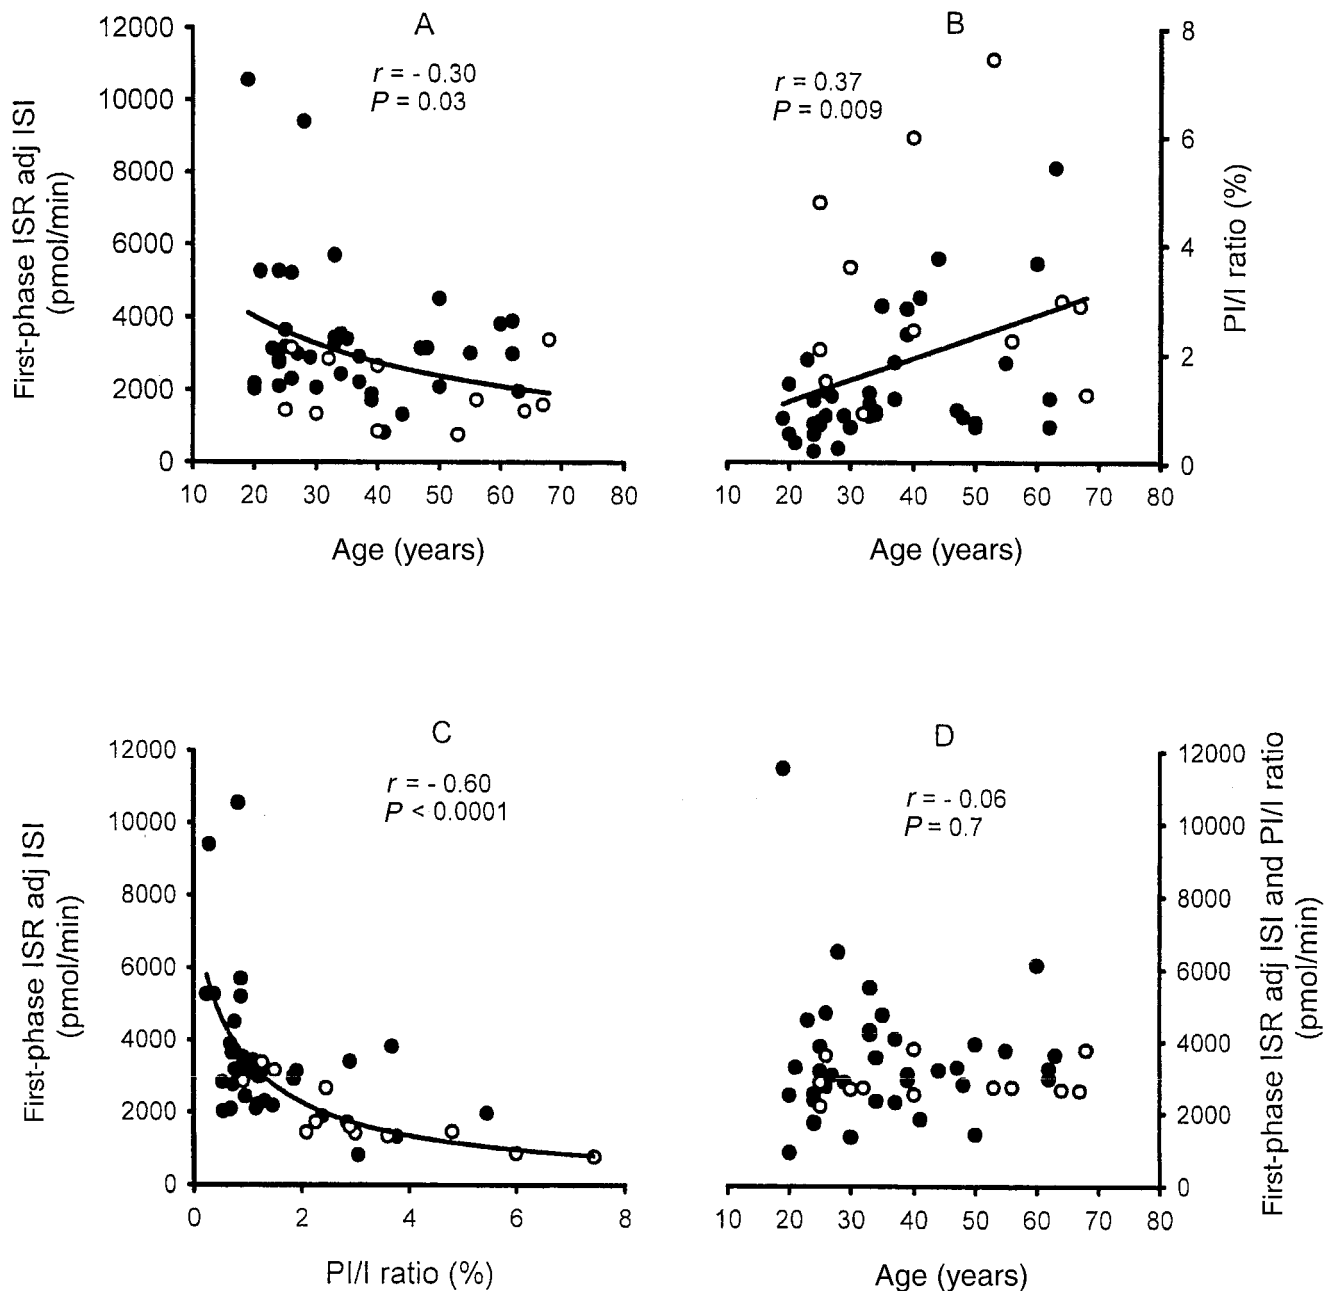 A
r = - 0.30
P = 0.03
First-phase ISR adj ISI
(pmol/min)
12000
10000
8000
6000
4000
2000
0
10 20 30 40 50 60 70 80
Age (years)
B
r = 0.37
P = 0.009
8
6
4
2
0
PI/I ratio (%)
10 20 30 40 50 60 70 80
Age (years)
C
r = - 0.60
P < 0.0001
First-phase ISR adj ISI
(pmol/min)
12000
10000
8000
6000
4000
2000
0
0 2 4 6 8
PI/I ratio (%)
D
r = - 0.06
P = 0.7
12000
10000
8000
6000
4000
2000
0
First-phase ISR adj ISI and PI/I ratio
(pmol/min)
10 20 30 40 50 60 70 80
Age (years)